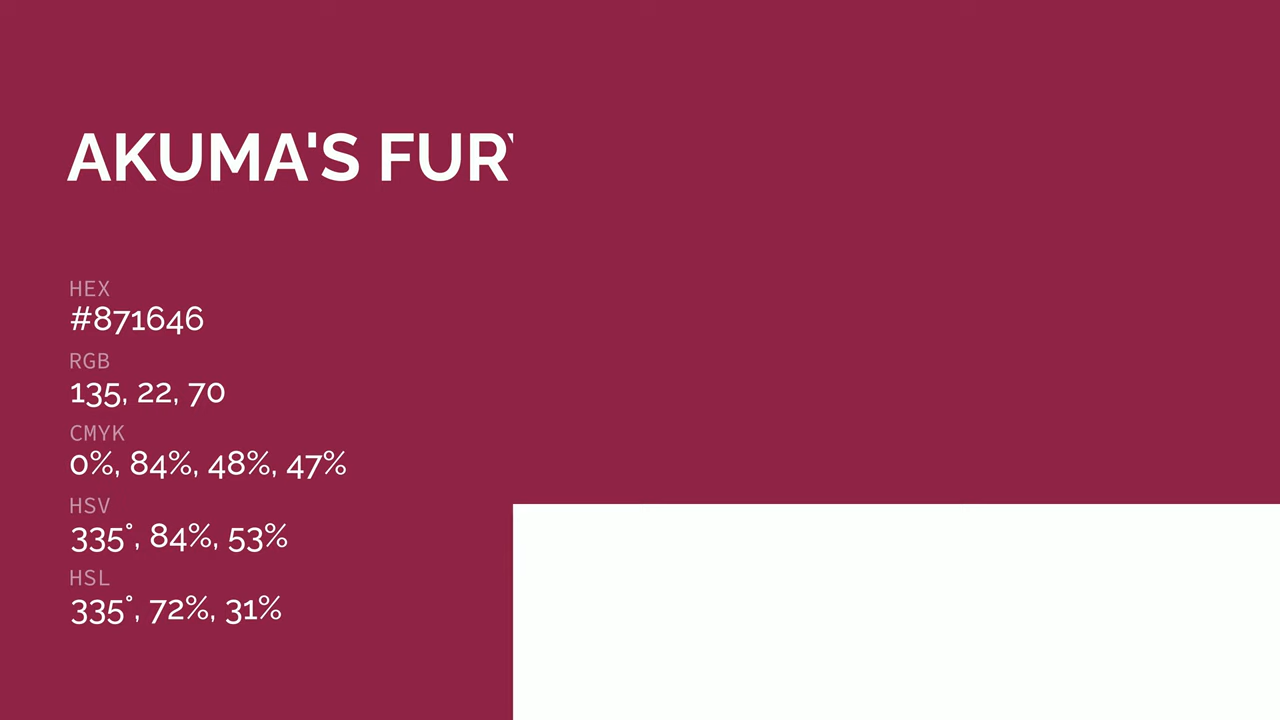 AKUMA'S FUR
HEX
#871646
RGB
135, 22, 70
CMYK
0%, 84%, 48%, 47%
HSV
335°, 84%, 53%
HSL
335°, 72%, 31%